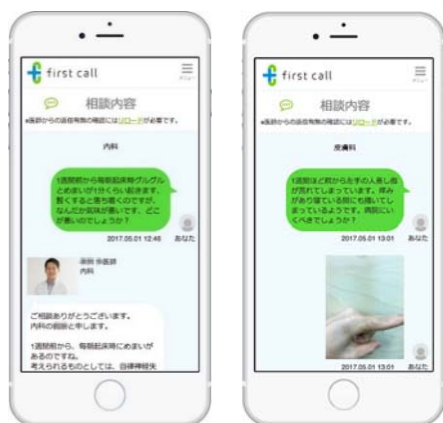 first call
メニュー
相談内容
※医師からの返信有無の確認にはリロードが必要です。
内科
1週間前から毎朝起床時グルグル
とめまいが1分くらい起きます。
暫くすると落ち着くのですが、
なんだか気味が悪いです。どこ
が悪いのでしょうか?
2017.05.01 12:46
あなた
医師
内科
ご相談ありがとうございます。
内科の
と申します。
1週間前から、毎朝起床時にめまいが
あるのですね。
考えられるものとしては、自律神経失
first call
メニュー
相談内容
※医師からの返信有無の確認にはリロードが必要です。
皮膚科
1週間ほど前から左手の人差し指
が荒れてしまっています。痒み
があり寝ている間にも掻いてし
まっているようです。病院にい
くべきでしょうか?
2017.05.01 13:01
あなた
2017.05.01 13:01
あなた